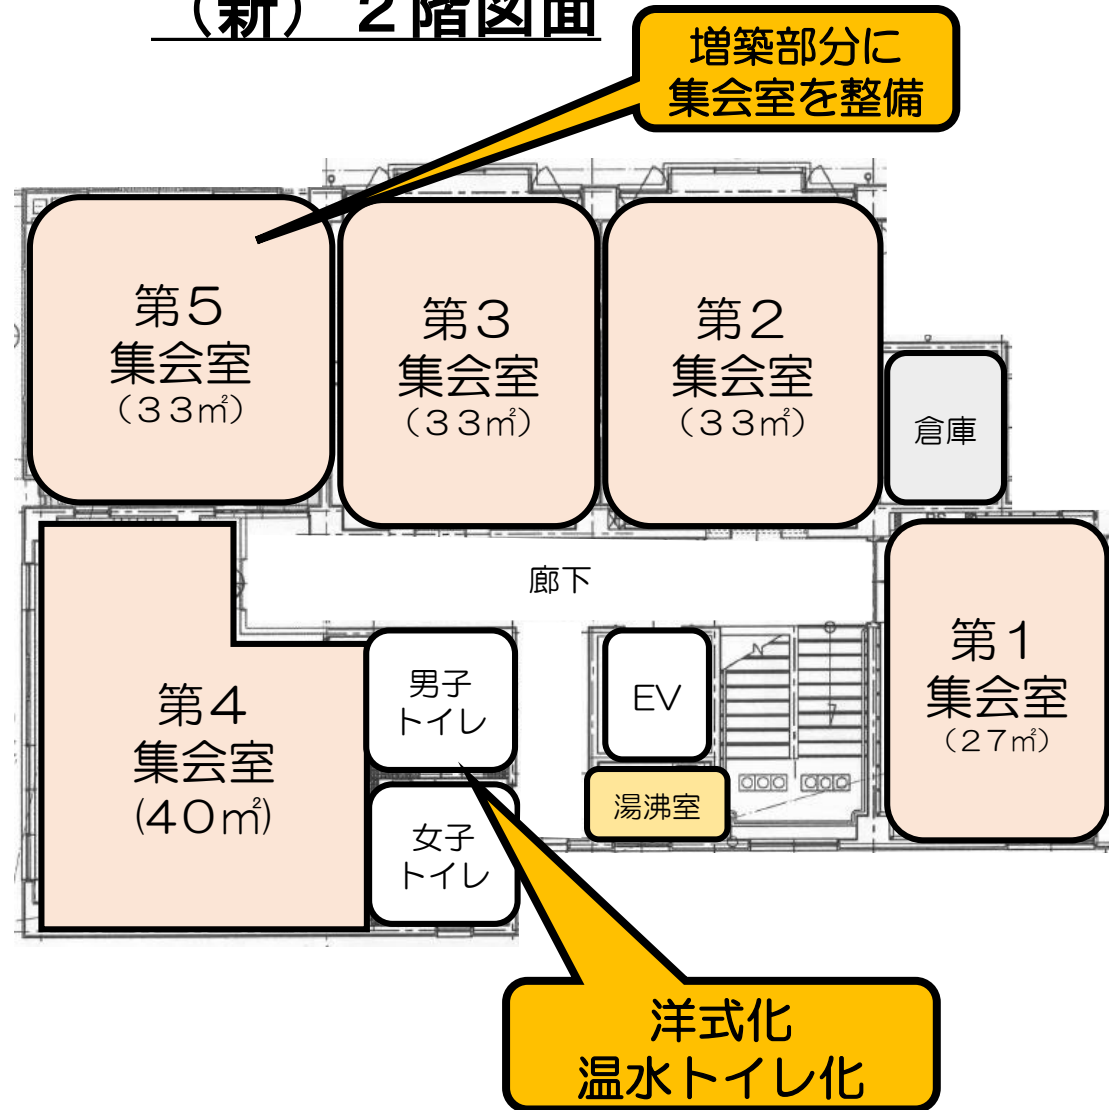 （新）２階図面
増築部分に
集会室を整備
第５
集会室
（３３㎡）
第３
集会室
（３３㎡）
第２
集会室
（３３㎡）
倉庫
廊下
第１
集会室
（２７㎡）
第４
集会室
(４０㎡)
男子
トイレ
EV
湯沸室
女子
トイレ
洋式化
温水トイレ化